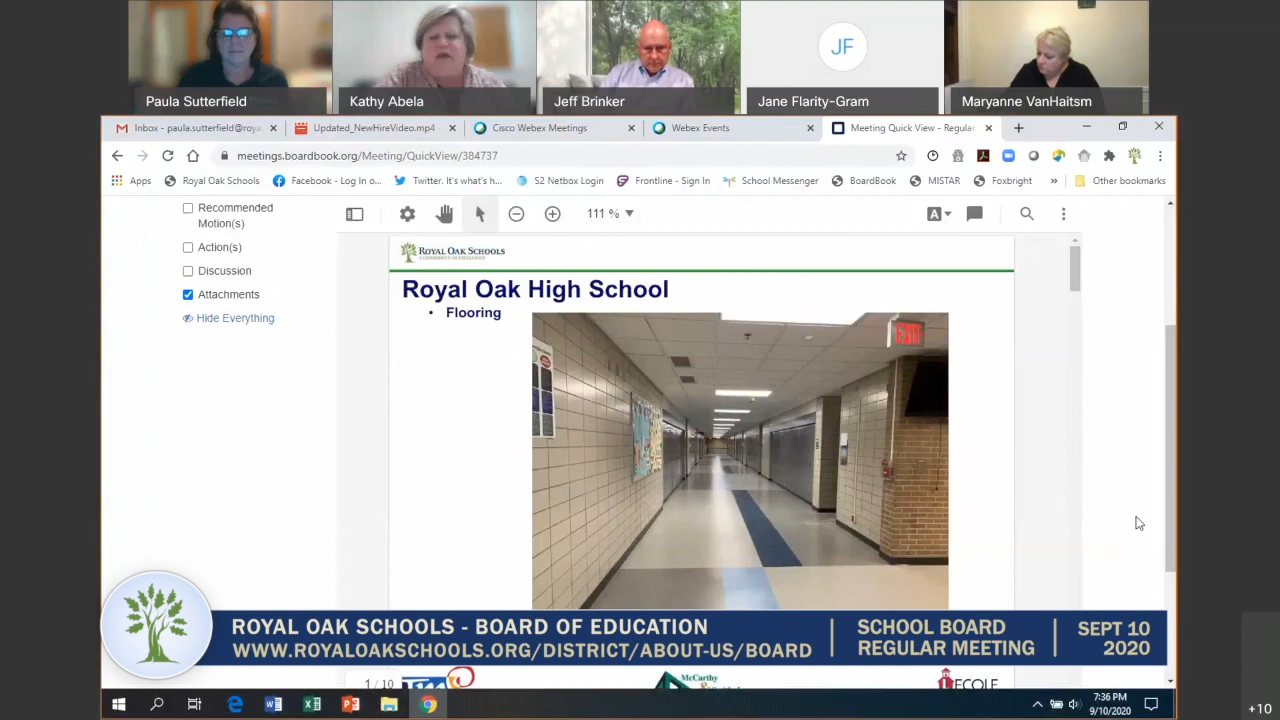 JF
Paula Sutterfield
Kathy Abela
Jeff Brinker
Jane Flarity-Gram
Maryanne VanHaitsm
Inbox - paula.sutterfield@roya
Updated_NewHireVideo.mp4 -
Cisco Webex Meetings
Webex Events
Meeting Quick View - Regular
meetings.boardbook.org/Meeting/QuickView/384737
Apps
Royal Oak Schools
Facebook - Log In o...
Twitter. It's what's h...
S2 Netbox Login
Frontline - Sign In
School Messenger
BoardBook
MISTAR
Foxbright
»
Other bookmarks
Recommended
Motion(s)
Action(s)
Discussion
Attachments
Hide Everything
111 %
A
ROYAL OAK SCHOOLS
A COMMUNITY OF EXCELLENCE
Royal Oak High School
• Flooring
EXIT
ROYAL OAK SCHOOLS - BOARD OF EDUCATION
WWW.ROYALOAKSCHOOLS.ORG/DISTRICT/ABOUT-US/BOARD
SCHOOL BOARD
REGULAR MEETING
SEPT 10
2020
1 / 10
McCarthy
ECOLE
7:36 PM
9/10/2020
+10